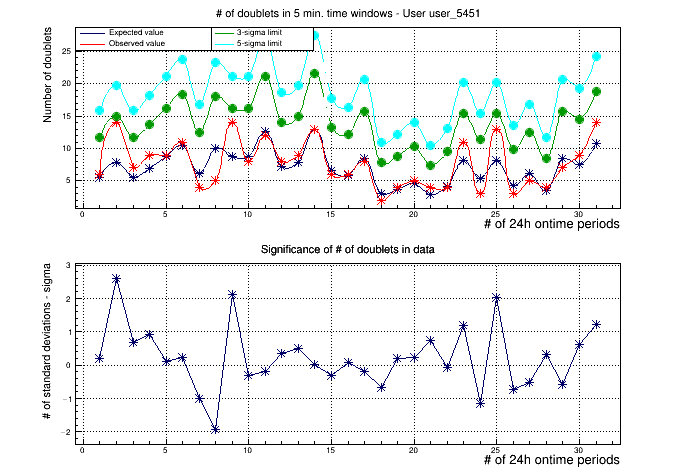 # of doublets in 5 min. time windows - User user_5451
Expected value
3-sigma limit
Observed value
5-sigma limit
Number of doublets
25
20
15
10
5
0 5 10 15 20 25 30
# of 24h ontime periods
Significance of # of doublets in data
# of standard deviations - sigma
3
2
1
0
−1
−2
0 5 10 15 20 25 30
# of 24h ontime periods